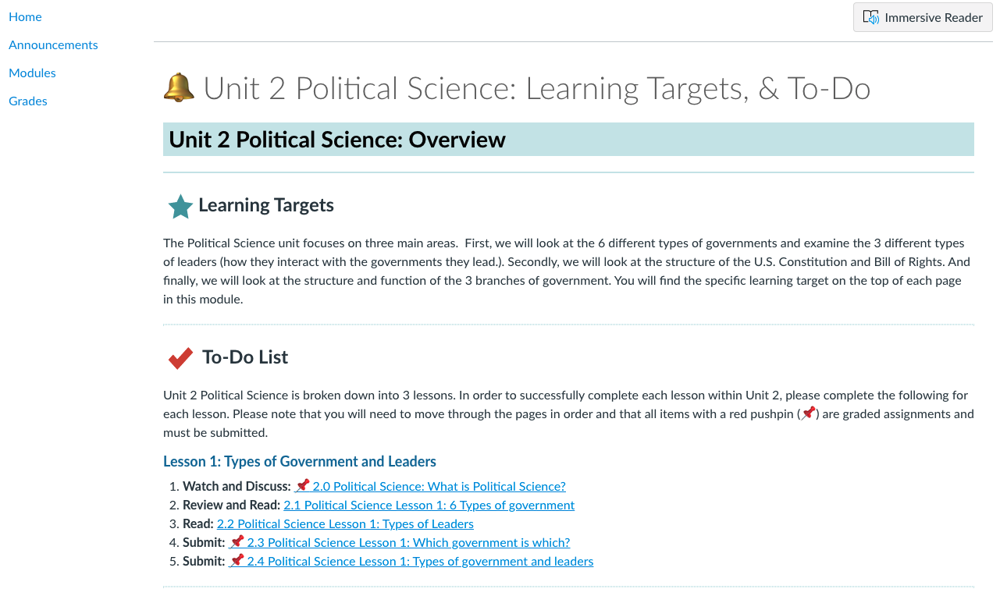 Home
Announcements
Modules
Grades
Immersive Reader
Unit 2 Political Science: Learning Targets, & To-Do
Unit 2 Political Science: Overview
Learning Targets
The Political Science unit focuses on three main areas.  First, we will look at the 6 different types of governments and examine the 3 different types
of leaders (how they interact with the governments they lead.). Secondly, we will look at the structure of the U.S. Constitution and Bill of Rights. And
finally, we will look at the structure and function of the 3 branches of government. You will find the specific learning target on the top of each page
in this module.
To-Do List
Unit 2 Political Science is broken down into 3 lessons. In order to successfully complete each lesson within Unit 2, please complete the following for
each lesson. Please note that you will need to move through the pages in order and that all items with a red pushpin (📌) are graded assignments and
must be submitted.
Lesson 1: Types of Government and Leaders
1. Watch and Discuss: 📌 2.0 Political Science: What is Political Science?
2. Review and Read: 2.1 Political Science Lesson 1: 6 Types of government
3. Read: 2.2 Political Science Lesson 1: Types of Leaders
4. Submit: 📌 2.3 Political Science Lesson 1: Which government is which?
5. Submit: 📌 2.4 Political Science Lesson 1: Types of government and leaders